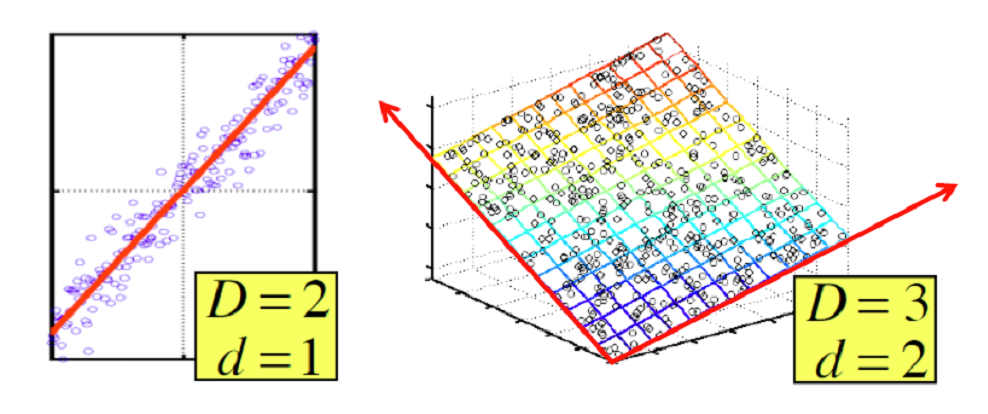 D = 2
d = 1
D = 3
d = 2